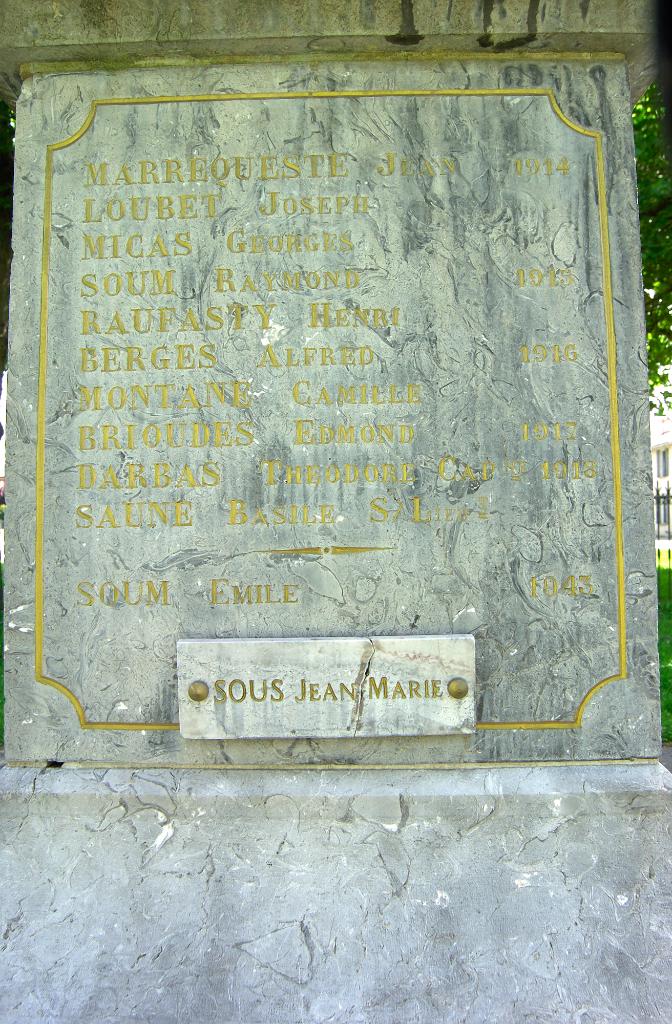 MARREQUESTE JEAN 1914
LOUBET JOSEPH
MICAS GEORGES
SOUM RAYMOND 1915
RAUFASTY HENRI
BERGES ALFRED 1916
MONTANE CAMILLE
BRIOUDES EDMOND 1917
DARBAS THEODORE 1918
SAUNE BASILE
SOUM EMILE 1943
SOUS JEAN MARIE